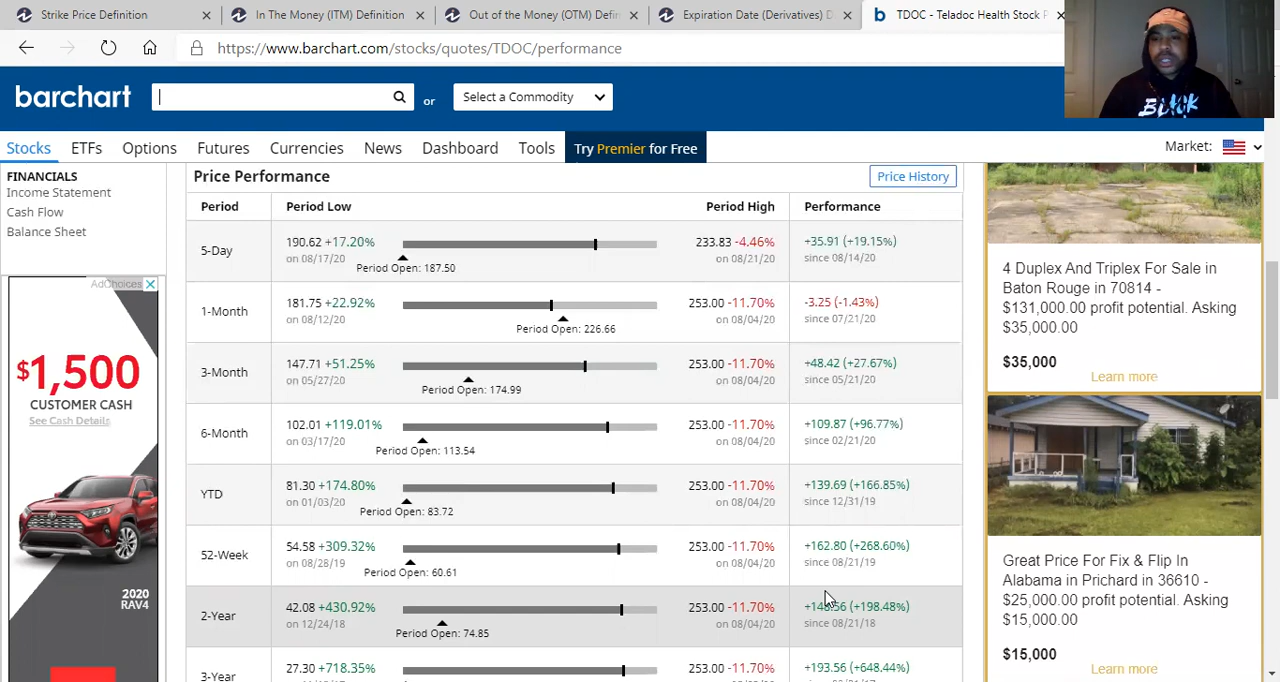 Strike Price Definition
In The Money (ITM) Definition
Out of the Money (OTM) Defin
Expiration Date (Derivatives) D
TDOC - Teladoc Health Stock P
https://www.barchart.com/stocks/quotes/TDOC/performance
barchart
or
Select a Commodity
BLACK
Stocks ETFs Options Futures Currencies News Dashboard Tools Try Premier for Free Market:
FINANCIALS
Income Statement
Cash Flow
Balance Sheet
Price Performance
Price History
Period Period Low Period High Performance
5-Day
190.62 +17.20%
on 08/17/20
Period Open: 187.50
233.83 -4.46%
on 08/21/20
+35.91 (+19.15%)
since 08/14/20
1-Month
181.75 +22.92%
on 08/12/20
Period Open: 226.66
253.00 -11.70%
on 08/04/20
-3.25 (-1.43%)
since 07/21/20
3-Month
147.71 +51.25%
on 05/27/20
Period Open: 174.99
253.00 -11.70%
on 08/04/20
+48.42 (+27.67%)
since 05/21/20
6-Month
102.01 +119.01%
on 03/17/20
Period Open: 113.54
253.00 -11.70%
on 08/04/20
+109.87 (+96.77%)
since 02/21/20
YTD
81.30 +174.80%
on 01/03/20
Period Open: 83.72
253.00 -11.70%
on 08/04/20
+139.69 (+166.85%)
since 12/31/19
52-Week
54.58 +309.32%
on 08/28/19
Period Open: 60.61
253.00 -11.70%
on 08/04/20
+162.80 (+268.60%)
since 08/21/19
2-Year
42.08 +430.92%
on 12/24/18
Period Open: 74.85
253.00 -11.70%
on 08/04/20
(+198.48%)
since 08/21/18
3-Year
27.30 +718.35%
253.00 -11.70%
+193.56 (+648.44%)
AdChoices
$1,500
CUSTOMER CASH
See Cash Details
2020
RAV4
4 Duplex And Triplex For Sale in
Baton Rouge in 70814 -
$131,000.00 profit potential. Asking
$35,000.00
$35,000
Learn more
Great Price For Fix & Flip In
Alabama in Prichard in 36610 -
$25,000.00 profit potential. Asking
$15,000.00
$15,000
Learn more